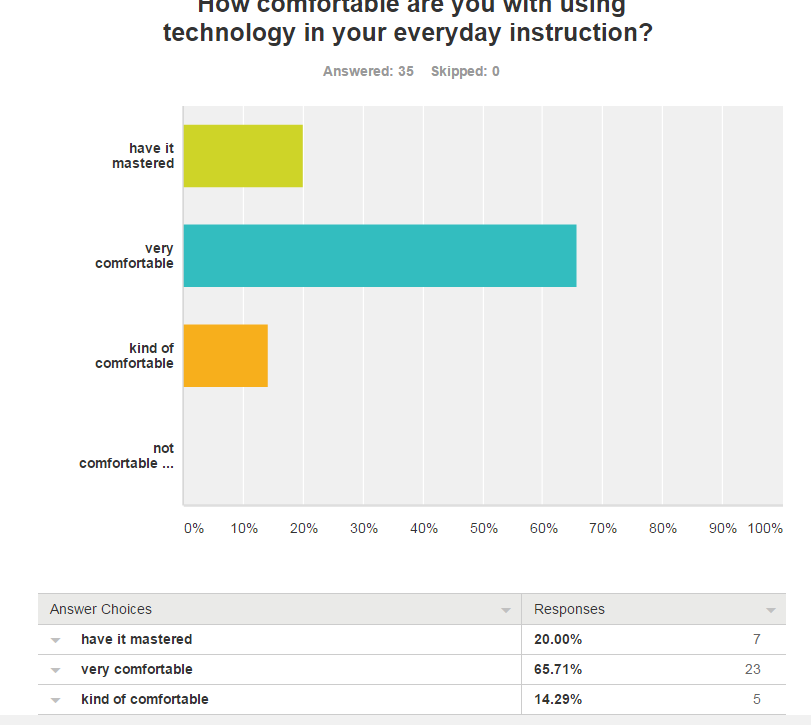 How comfortable are you with using
technology in your everyday instruction?
Answered: 35 Skipped: 0
have it
mastered
very
comfortable
kind of
comfortable
not
comfortable ...
0% 10% 20% 30% 40% 50% 60% 70% 80% 90% 100%
Answer Choices Responses
have it mastered 20.00% 7
very comfortable 65.71% 23
kind of comfortable 14.29% 5